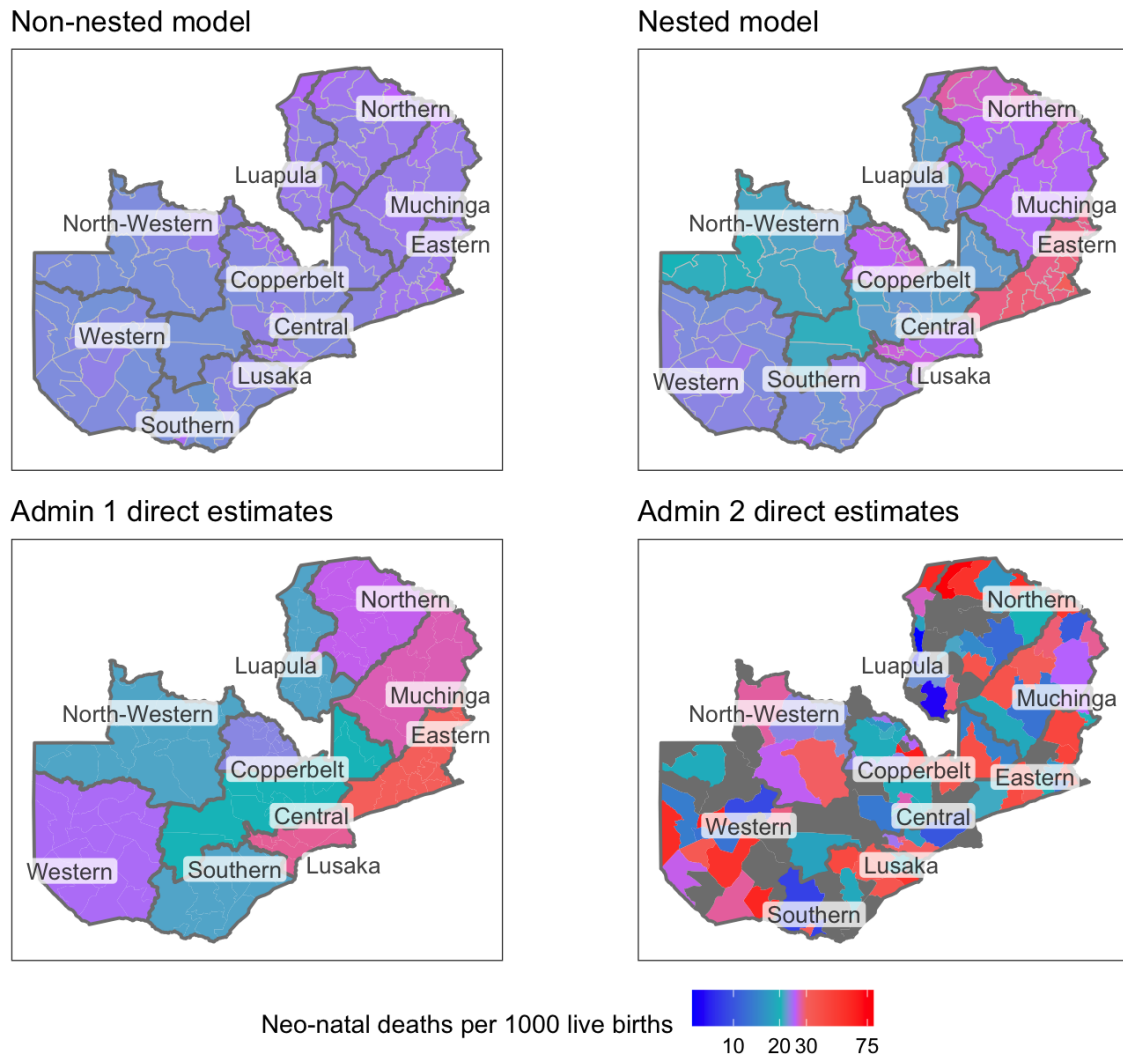 Non-nested model
Northern
Luapula
North-Western
Muchinga
Eastern
Copperbelt
Central
Western
Lusaka
Southern
Nested model
Northern
Luapula
North-Western
Muchinga
Eastern
Copperbelt
Central
Western
Southern
Lusaka
Admin 1 direct estimates
Northern
Luapula
Muchinga
North-Western
Eastern
Copperbelt
Central
Western
Southern
Lusaka
Admin 2 direct estimates
Northern
Luapula
Muchinga
North-Western
Copperbelt
Eastern
Central
Western
Lusaka
Southern
Neo-natal deaths per 1000 live births
10 20 30 75